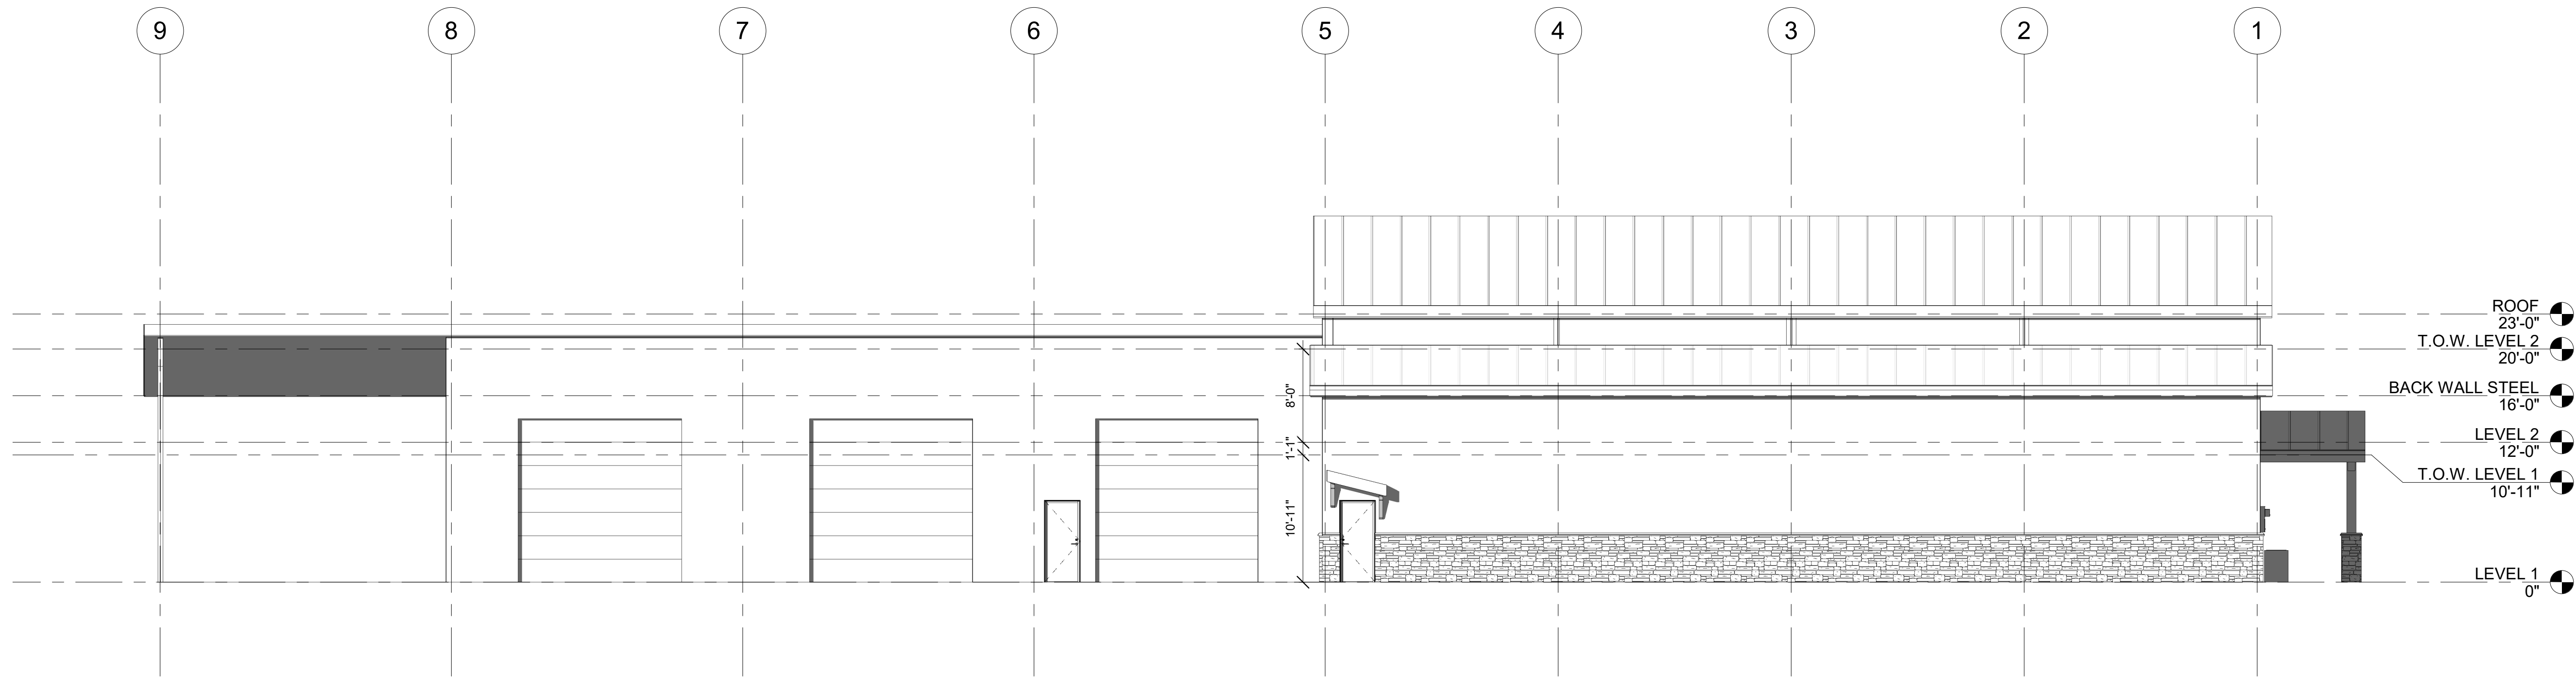 9 8 7 6 5 4 3 2 1
ROOF
23'-0"
T.O.W. LEVEL 2
20'-0"
BACK WALL STEEL
16'-0"
LEVEL 2
12'-0"
T.O.W. LEVEL 1
10'-11"
LEVEL 1
0"
8'-0"
1'-1"
10'-11"